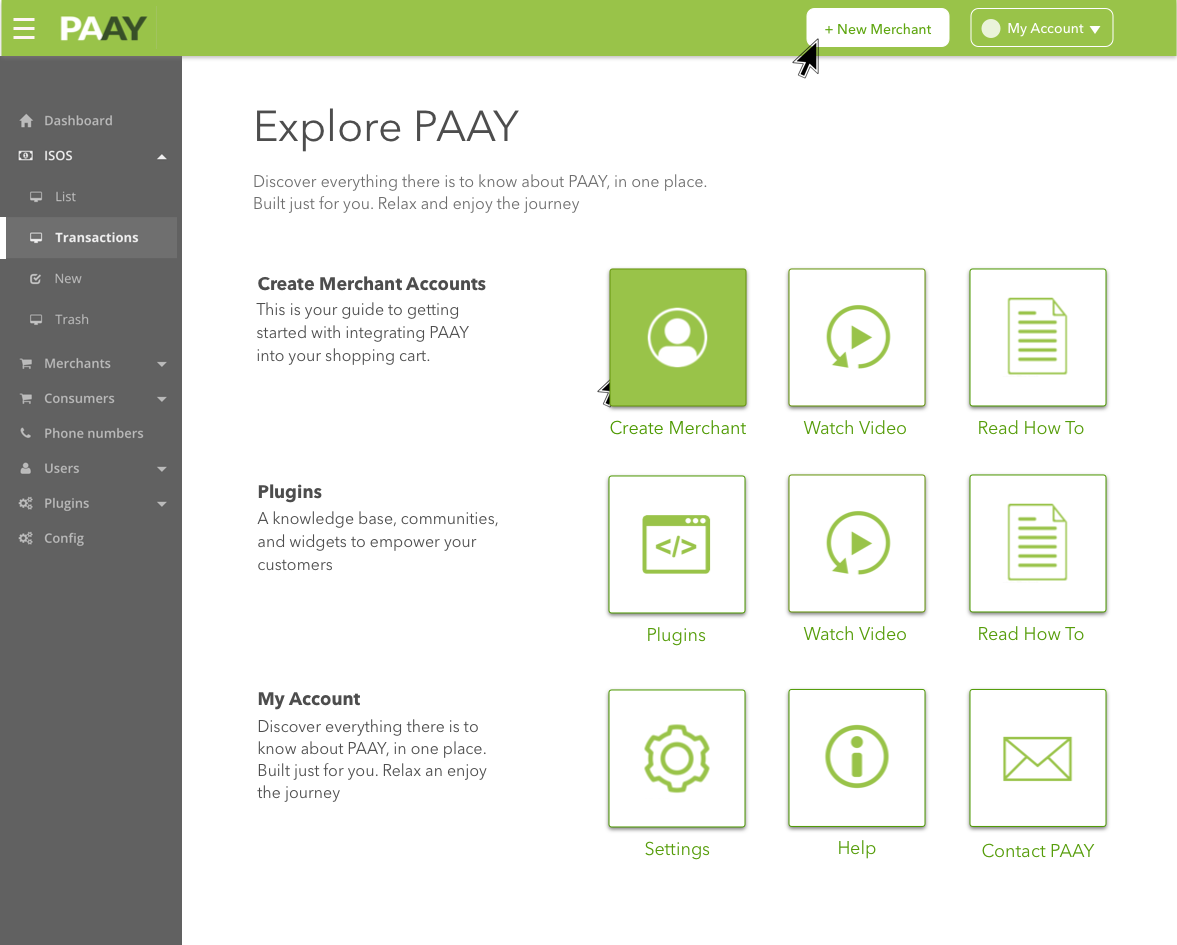 PAAY
+ New Merchant
My Account
Dashboard
ISOS
List
Transactions
New
Trash
Merchants
Consumers
Phone numbers
Users
Plugins
Config
Explore PAAY
Discover everything there is to know about PAAY, in one place.
Built just for you. Relax and enjoy the journey
Create Merchant Accounts
This is your guide to getting
started with integrating PAAY
into your shopping cart.
Create Merchant
Watch Video
Read How To
Plugins
A knowledge base, communities,
and widgets to empower your
customers
</>
Plugins
Watch Video
Read How To
My Account
Discover everything there is to
know about PAAY, in one place.
Built just for you. Relax an enjoy
the journey
Settings
Help
Contact PAAY